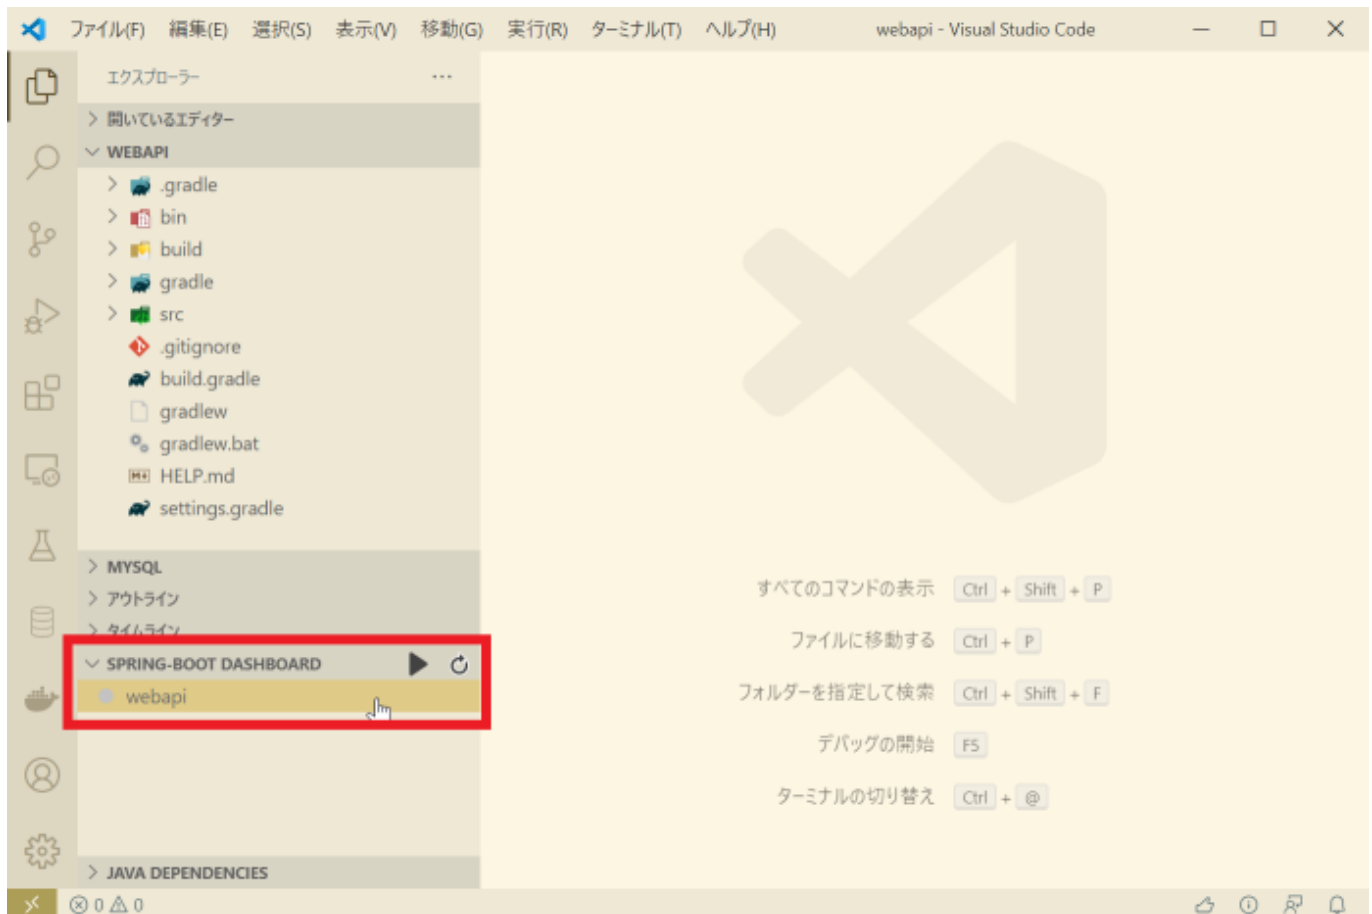 ファイル(F) 編集(E) 選択(S) 表示(V) 移動(G) 実行(R) ターミナル(T) ヘルプ(H) webapi - Visual Studio Code
エクスプローラー
開いているエディター
WEBAPI
.gradle
bin
build
gradle
src
.gitignore
build.gradle
gradlew
gradlew.bat
HELP.md
settings.gradle
MYSQL
アウトライン
タイムライン
SPRING-BOOT DASHBOARD
webapi
JAVA DEPENDENCIES
すべてのコマンドの表示 Ctrl + Shift + P
ファイルに移動する Ctrl + P
フォルダーを指定して検索 Ctrl + Shift + F
デバッグの開始 F5
ターミナルの切り替え Ctrl + @
0 0